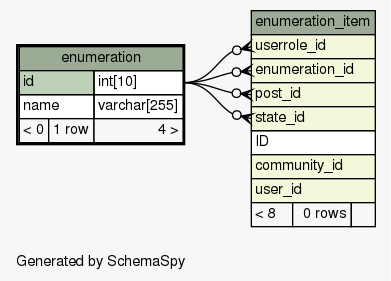 enumeration
id int[10]
name varchar[255]
< 0 1 row 4 >
enumeration_item
userrole_id
enumeration_id
post_id
state_id
ID
community_id
user_id
< 8 0 rows
Generated by SchemaSpy